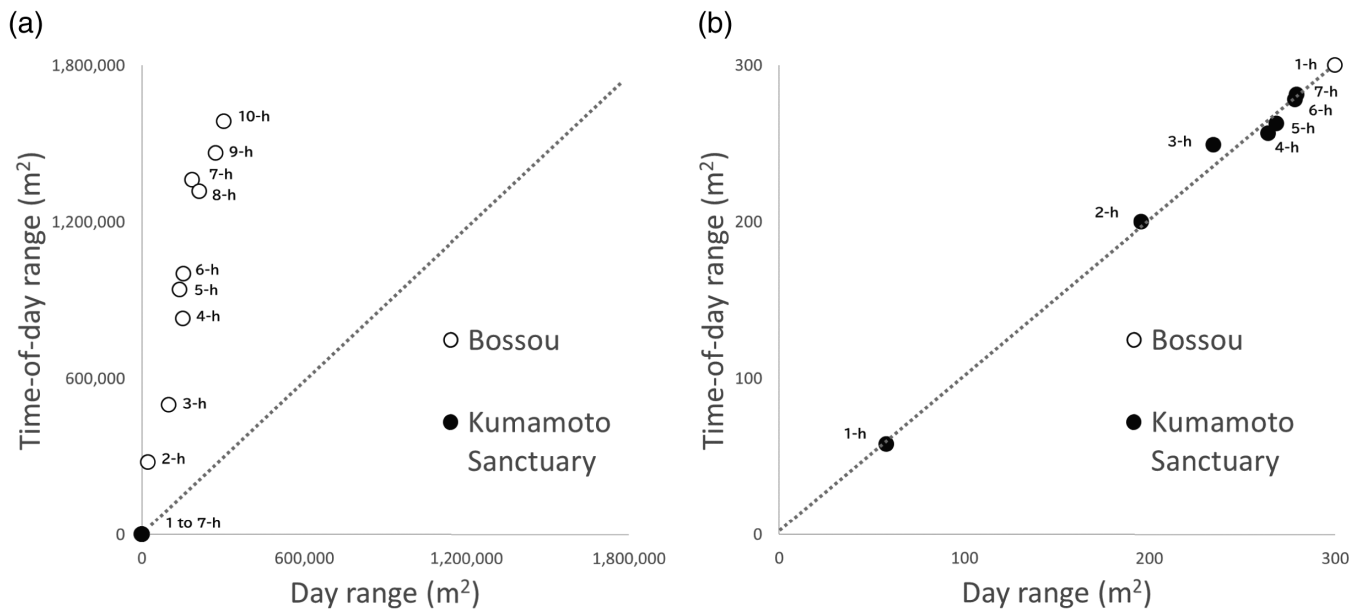 (a)
1,800,000
1,200,000
600,000
0
Time-of-day range (m²)
10-h
9-h
7-h
8-h
6-h
5-h
4-h
3-h
2-h
1 to 7-h
Bossou
Kumamoto
Sanctuary
0
600,000
1,200,000
1,800,000
Day range (m²)
(b)
300
200
100
0
Time-of-day range (m²)
1-h
7-h
6-h
5-h
4-h
3-h
2-h
1-h
Bossou
Kumamoto
Sanctuary
0
100
200
300
Day range (m²)